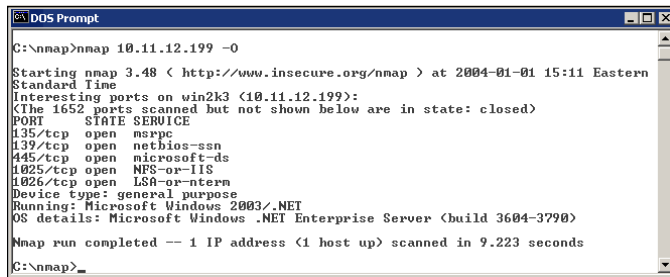 DOS Prompt
C:\nmap>nmap 10.11.12.199 -O
Starting nmap 3.48 ( http://www.insecure.org/nmap ) at 2004-01-01 15:11 Eastern
Standard Time
Interesting ports on win2k3 (10.11.12.199):
(The 1652 ports scanned but not shown below are in state: closed)
PORT     STATE SERVICE
135/tcp  open  msrpc
139/tcp  open  netbios-ssn
445/tcp  open  microsoft-ds
1025/tcp open  NFS-or-IIS
1026/tcp open  LSA-or-nterm
Device type: general purpose
Running: Microsoft Windows 2003/.NET
OS details: Microsoft Windows .NET Enterprise Server (build 3604-3790)
Nmap run completed -- 1 IP address (1 host up) scanned in 9.223 seconds
C:\nmap>_